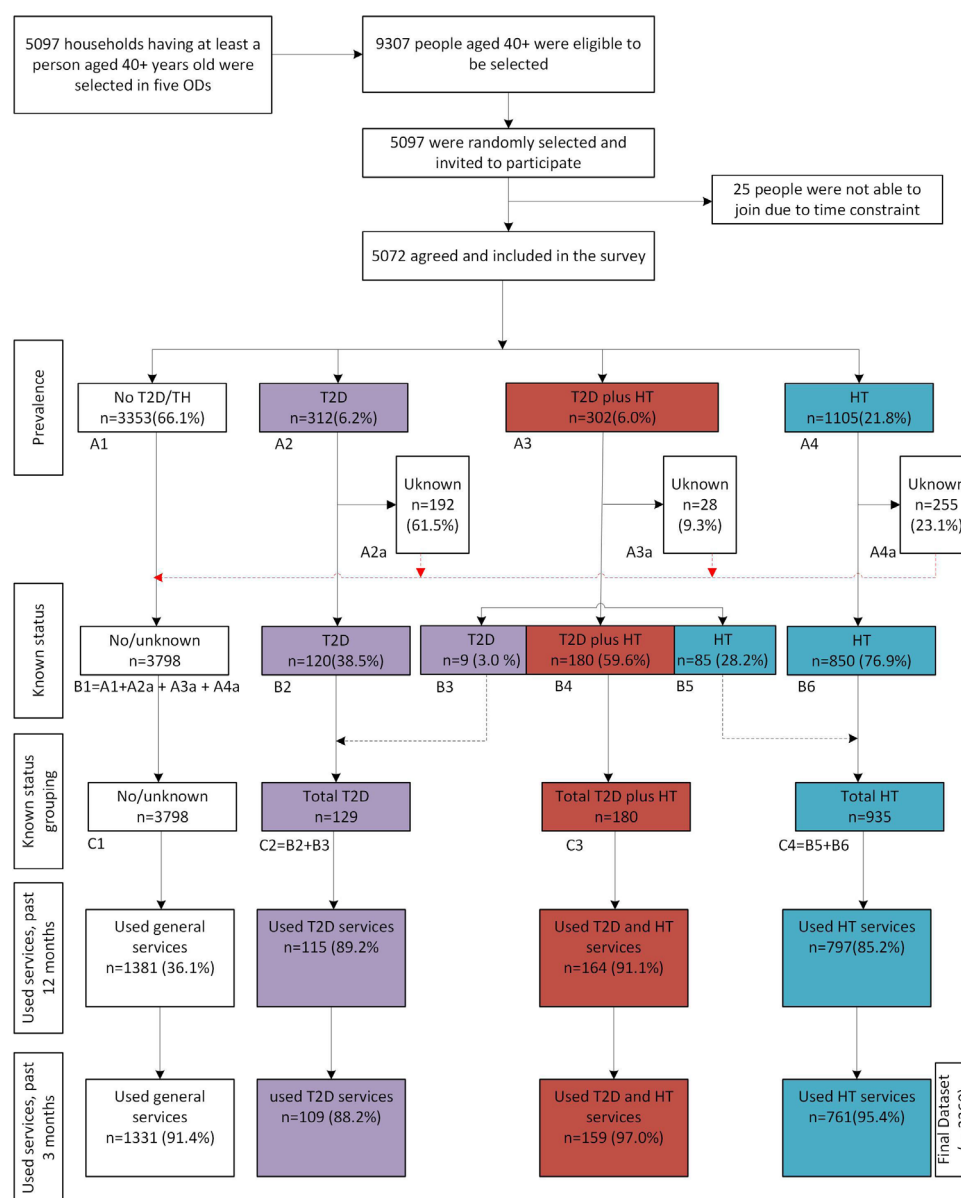 5097 households having at least a
person aged 40+ years old were
selected in five ODs
9307 people aged 40+ were eligible to
be selected
5097 were randomly selected and
invited to participate
25 people were not able to
join due to time constraint
5072 agreed and included in the survey
Prevalence
No T2D/TH
n=3353(66.1%)
A1
T2D
n=312(6.2%)
A2
T2D plus HT
n=302(6.0%)
A3
HT
n=1105(21.8%)
A4
Uknown
n=192
(61.5%)
A2a
Uknown
n=28
(9.3%)
A3a
Uknown
n=255
(23.1%)
A4a
Known status
No/unknown
n=3798
B1=A1+A2a + A3a + A4a
T2D
n=120(38.5%)
B2
T2D
n=9 (3.0 %)
B3
T2D plus HT
n=180 (59.6%)
B4
HT
n=85 (28.2%)
B5
HT
n=850 (76.9%)
B6
Known status
grouping
No/unknown
n=3798
C1
Total T2D
n=129
C2=B2+B3
Total T2D plus HT
n=180
C3
Total HT
n=935
C4=B5+B6
Used services, past
12 months
Used general
services
n=1381 (36.1%)
Used T2D services
n=115 (89.2%
Used T2D and HT
services
n=164 (91.1%)
Used HT services
n=797(85.2%)
Used services, past
3 months
Used general
services
n=1331 (91.4%)
used T2D services
n=109 (88.2%)
Used T2D and HT
services
n=159 (97.0%)
Used HT services
n=761(95.4%)
Final Dataset